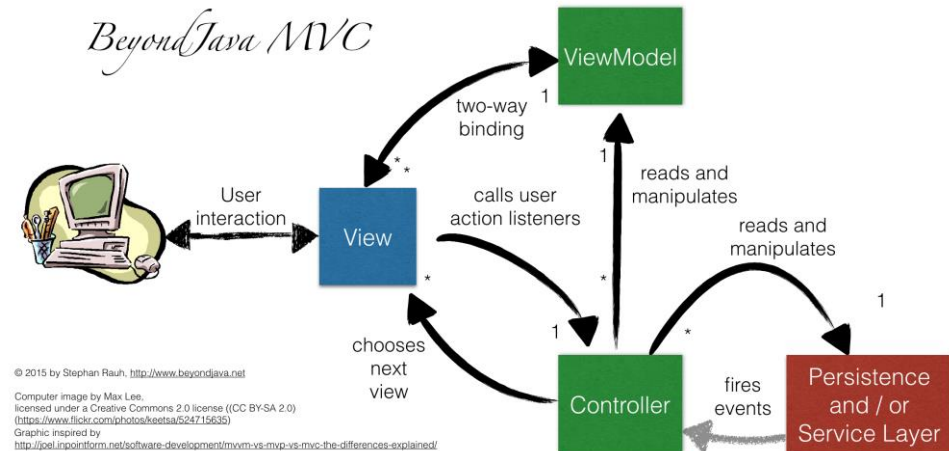 BeyondJava MVC
ViewModel
1
two-way
binding
*
*
1
reads and
manipulates
*
User
interaction
View
calls user
action listeners
reads and
manipulates
*
1
*
1
chooses
next
view
Controller
fires
events
Persistence
and / or
Service Layer
© 2015 by Stephan Rauh, http://www.beyondjava.net
Computer image by Max Lee,
licensed under a Creative Commons 2.0 license ((CC BY-SA 2.0)
(https://www.flickr.com/photos/keetsa/524715635)
Graphic inspired by
http://joel.inpointform.net/software-development/mvvm-vs-mvp-vs-mvc-the-differences-explained/